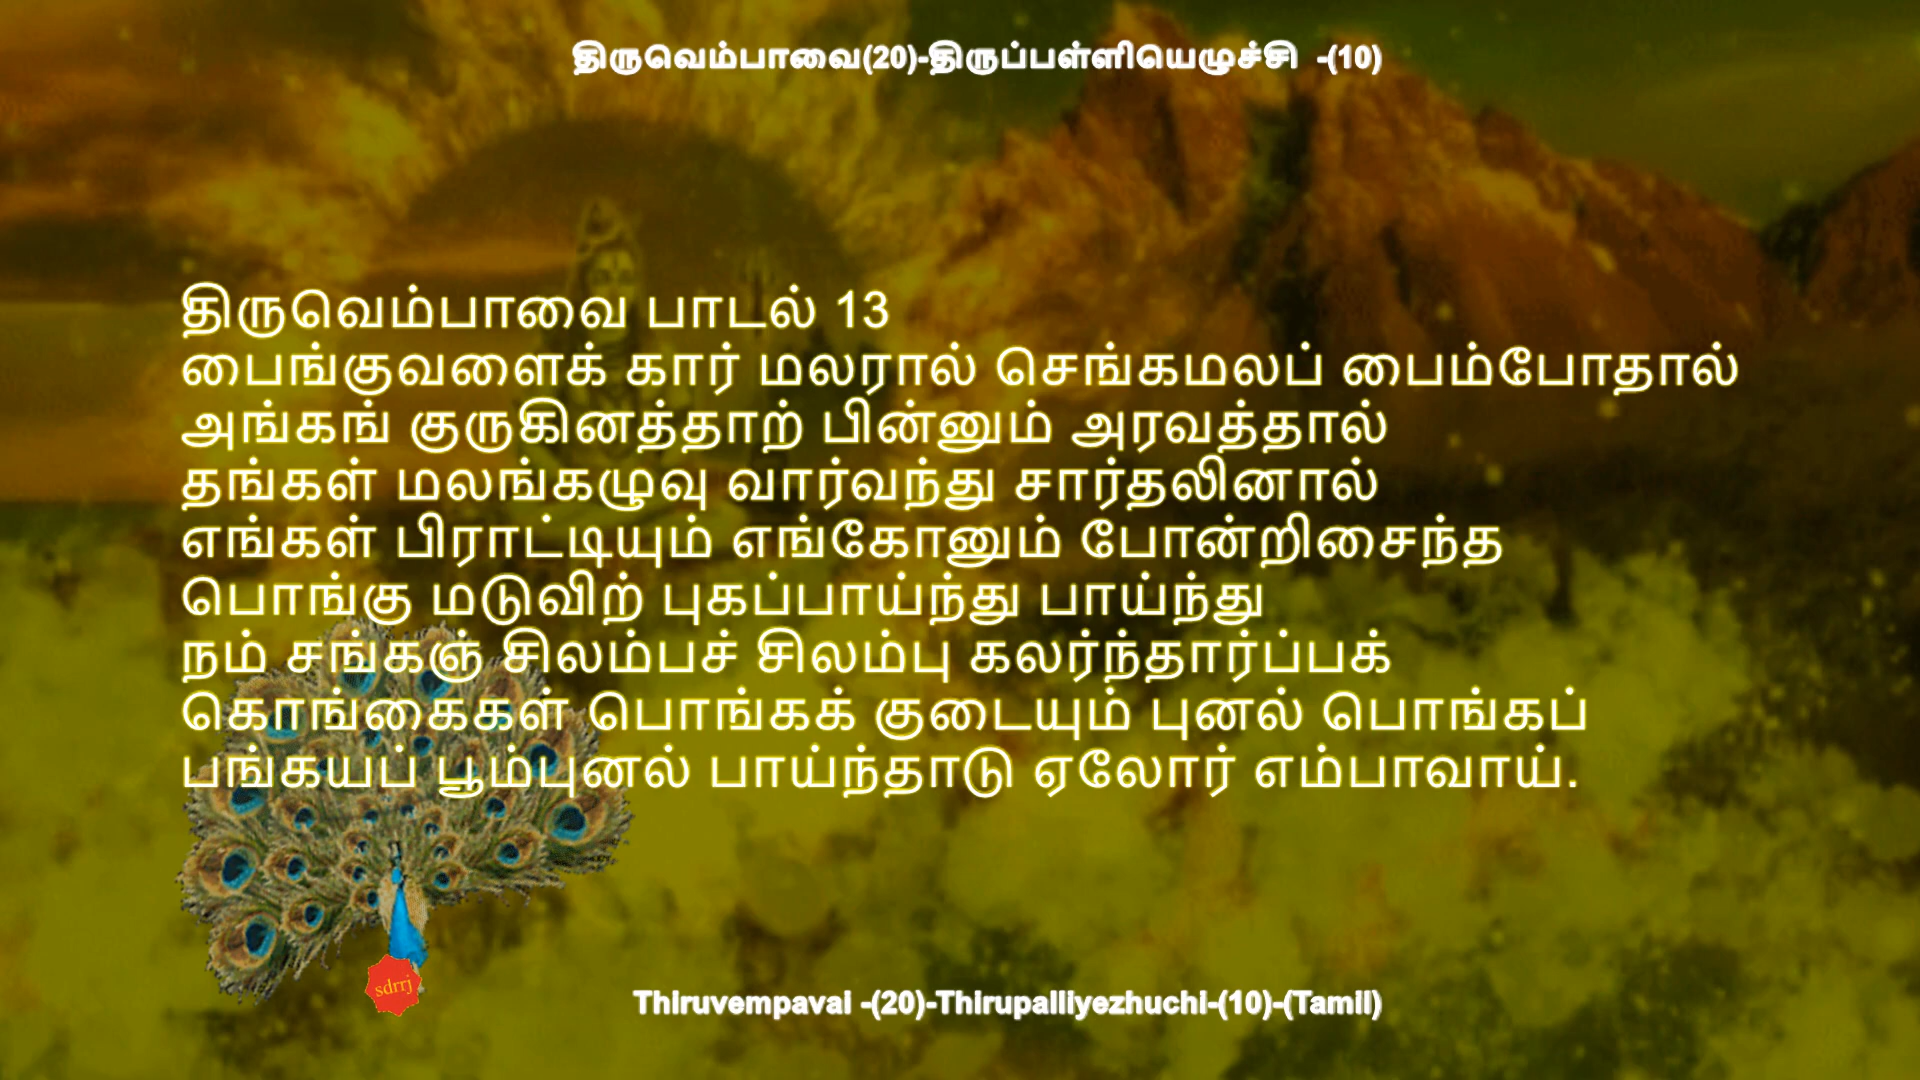 திருவெம்பாவை(20)-திருப்பள்ளியெழுச்சி -(10)
திருவெம்பாவை பாடல் 13
பைங்குவளைக் கார் மலரால் செங்கமலப் பைம்போதால்
அங்கங் குருகினத்தாற் பின்னும் அரவத்தால்
தங்கள் மலங்கழுவு வார்வந்து சார்தலினால்
எங்கள் பிராட்டியும் எங்கோனும் போன்றிசைந்த
பொங்கு மடுவிற் புகப்பாய்ந்து பாய்ந்து
நம் சங்கஞ் சிலம்பச் சிலம்பு கலர்ந்தார்ப்பக்
கொங்கைகள் பொங்கக் குடையும் புனல் பொங்கப்
பங்கயப் பூம்புனல் பாய்ந்தாடு ஏலோர் எம்பாவாய்.
sdrrj
Thiruvempavai -(20)-Thirupalliyezhuchi-(10)-(Tamil)